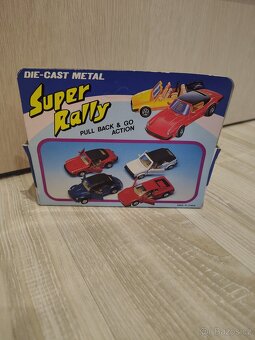 DIE-CAST METAL
Super
Rally
PULL BACK & GO
ACTION